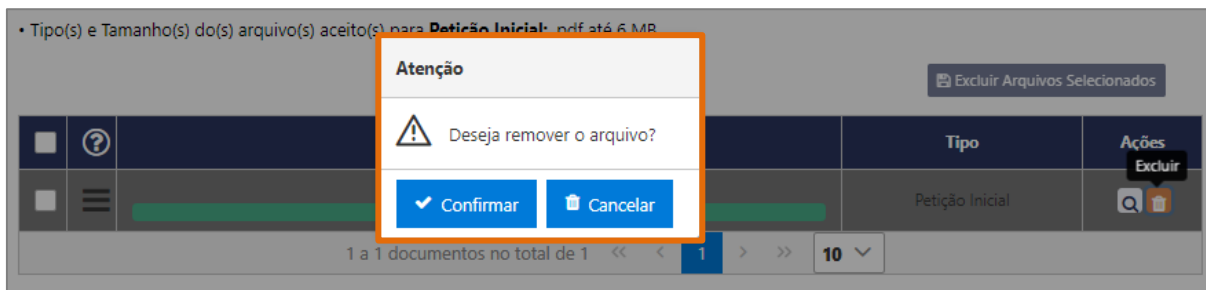 • Tipo(s) e Tamanho(s) do(s) arquivo(s) aceito(s) para Petição Inicial: .pdf até 6 MB
Atenção
Excluir Arquivos Selecionados
Deseja remover o arquivo?
Tipo
Ações
Excluir
Confirmar
Cancelar
Petição Inicial
1 a 1 documentos no total de 1 << < 1 > >> 10